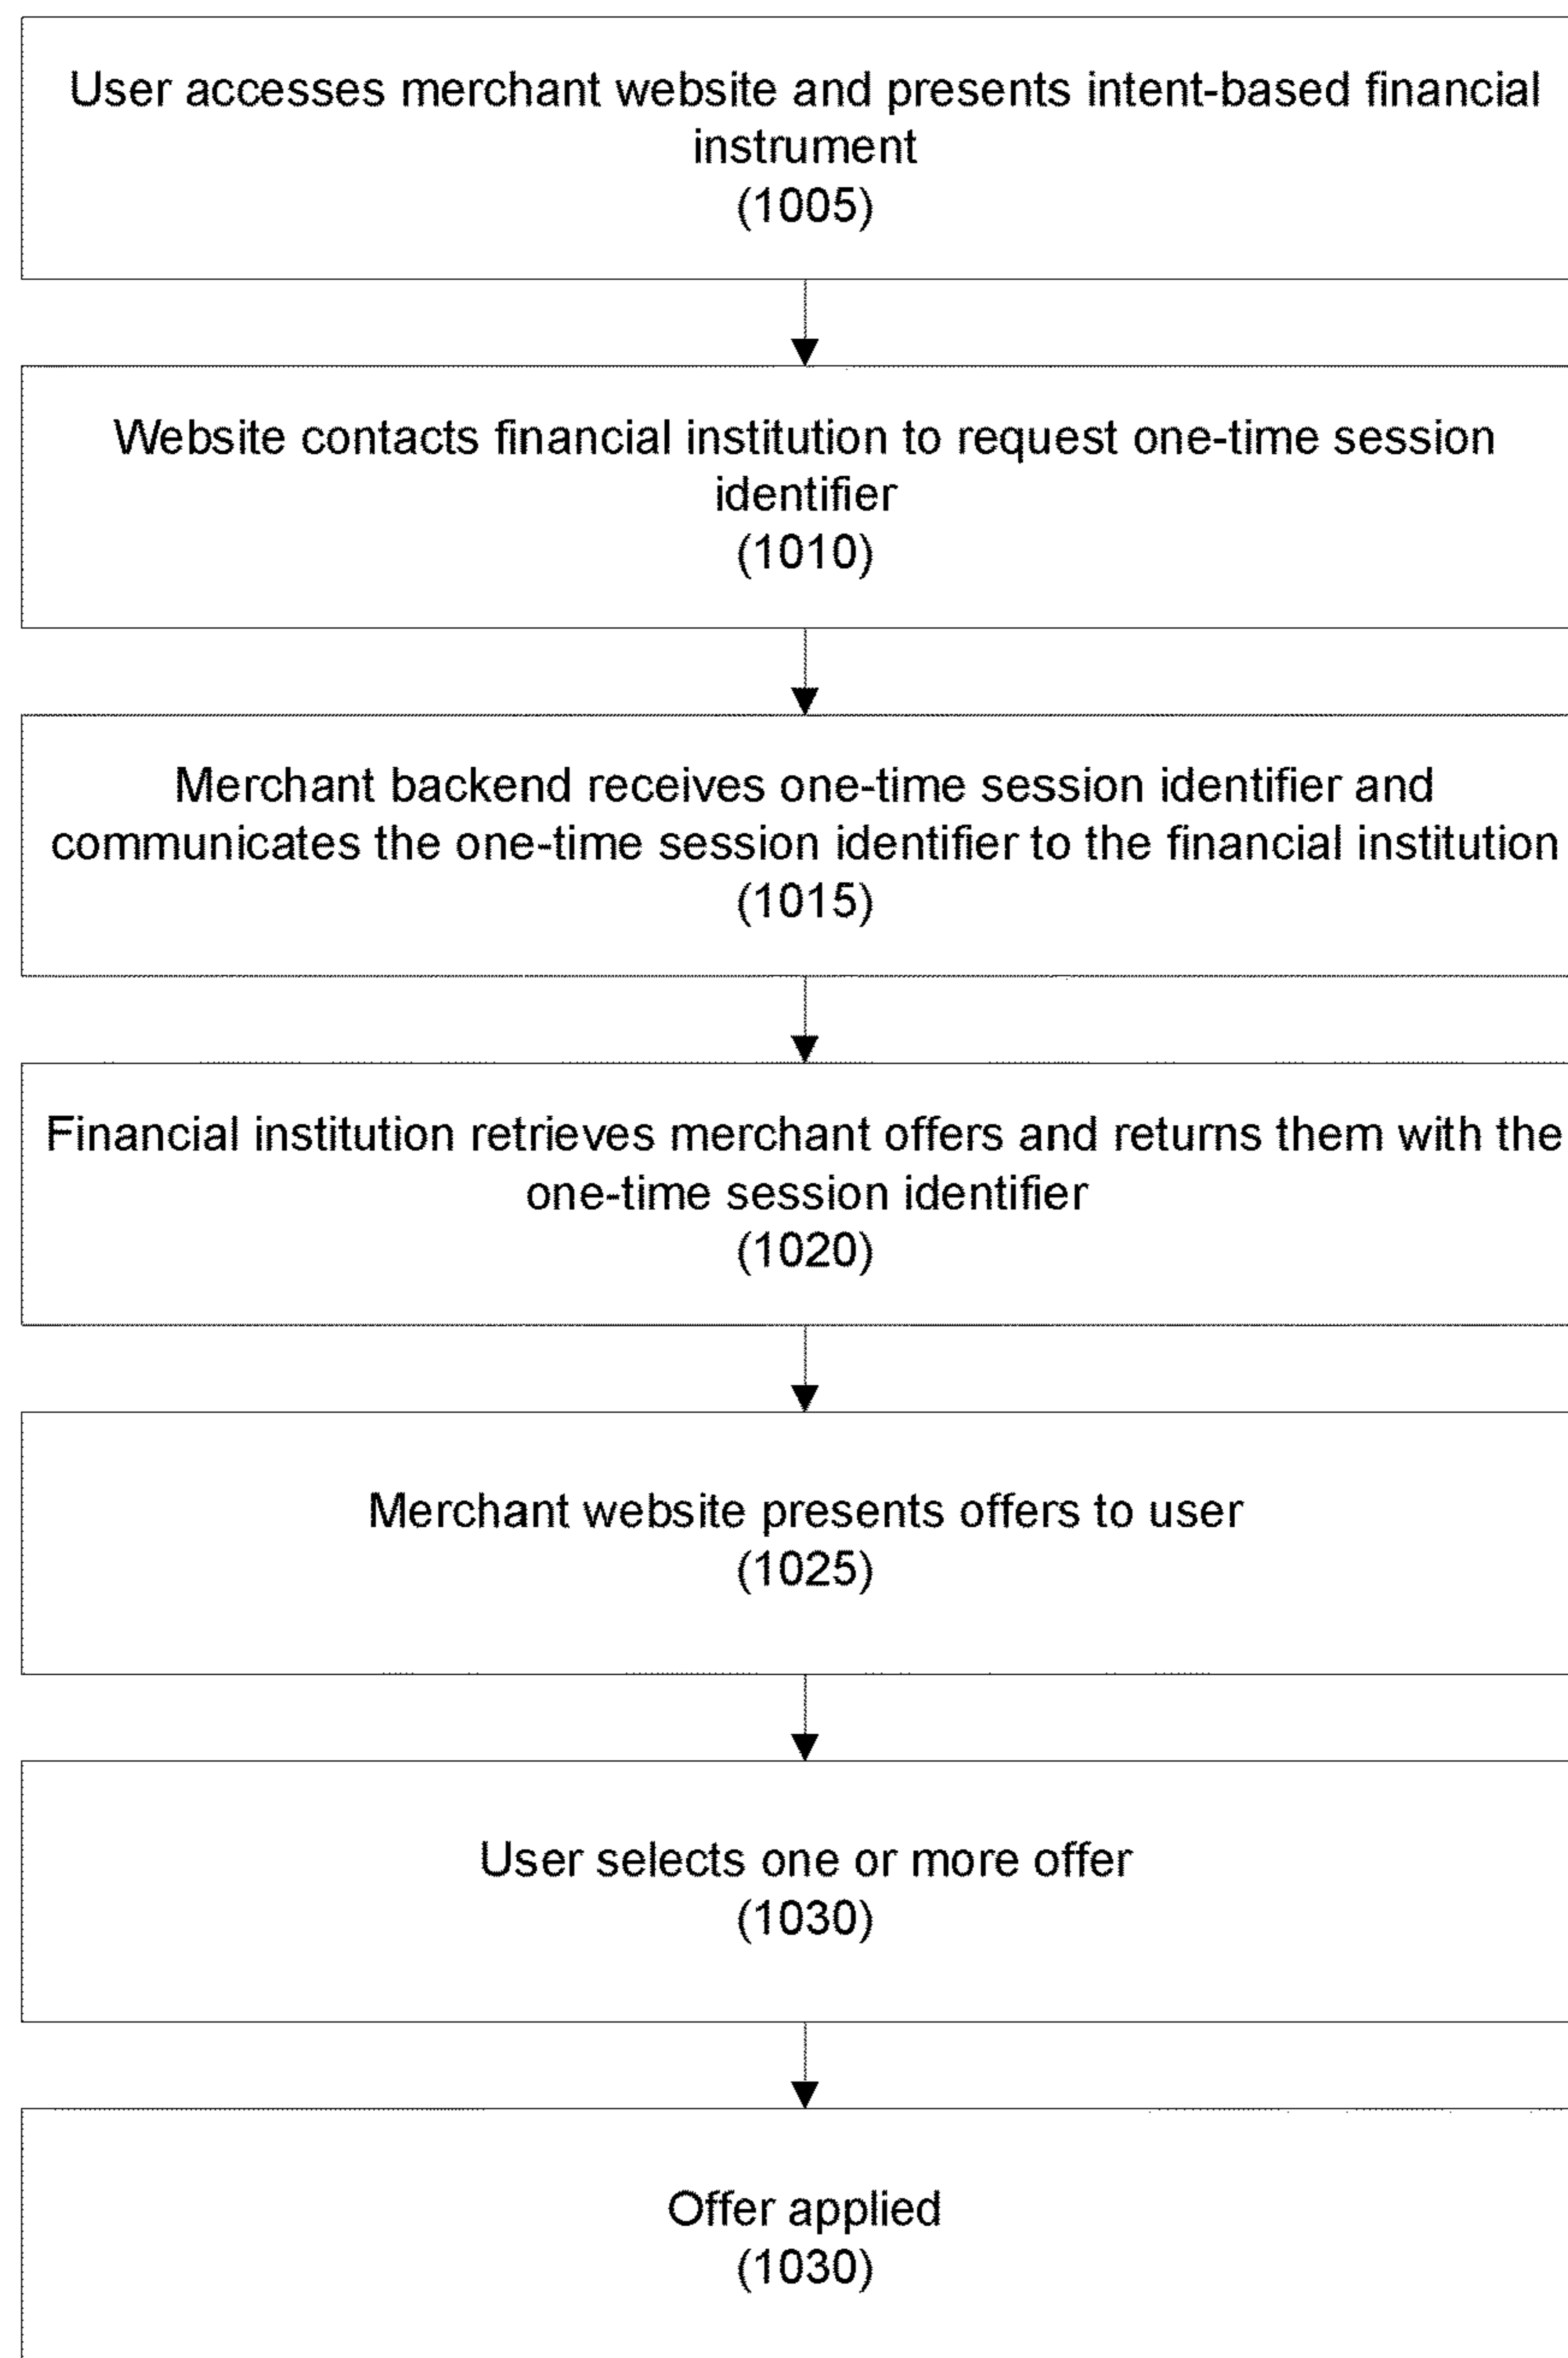 User accesses merchant website and presents intent-based financial
instrument
(1005)
Website contacts financial institution to request one-time session
identifier
(1010)
Merchant backend receives one-time session identifier and
communicates the one-time session identifier to the financial institution
(1015)
Financial institution retrieves merchant offers and returns them with the
one-time session identifier
(1020)
Merchant website presents offers to user
(1025)
User selects one or more offer
(1030)
Offer applied
(1030)